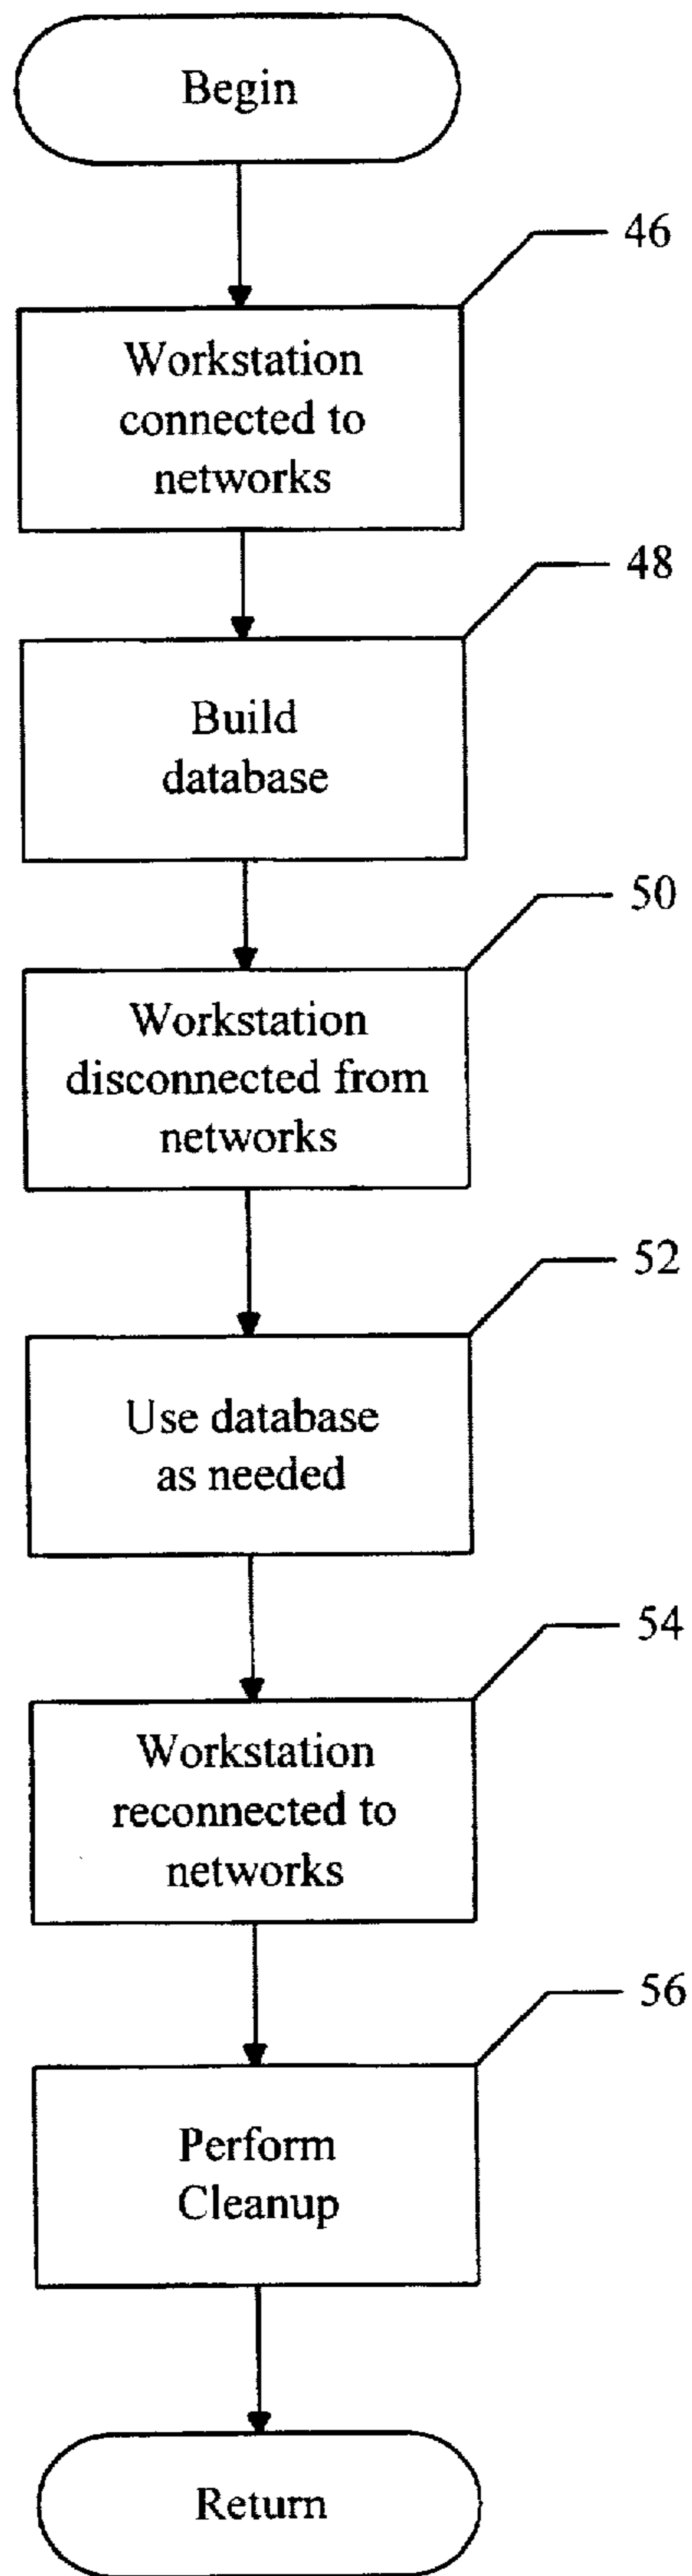 Begin
46
Workstation
connected to
networks
48
Build
database
50
Workstation
disconnected from
networks
52
Use database
as needed
54
Workstation
reconnected to
networks
56
Perform
Cleanup
Return